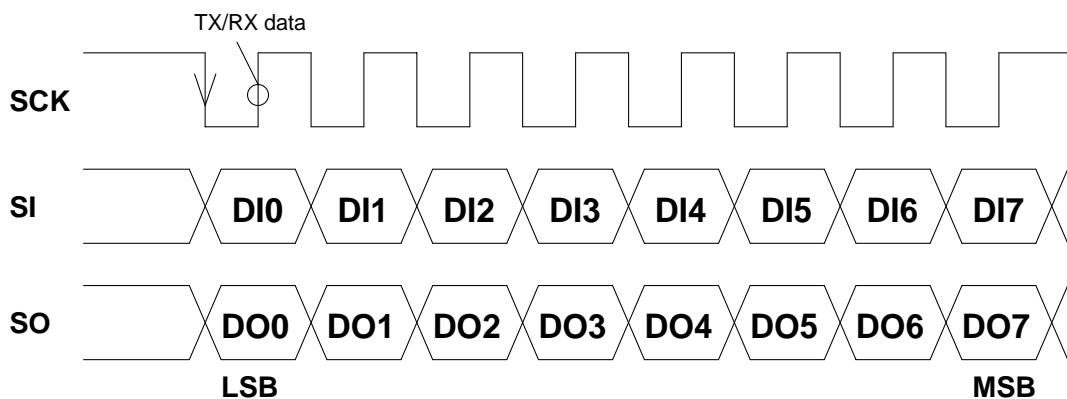 TX/RX data
SCK
SI DI0 DI1 DI2 DI3 DI4 DI5 DI6 DI7
SO DO0 DO1 DO2 DO3 DO4 DO5 DO6 DO7
LSB MSB